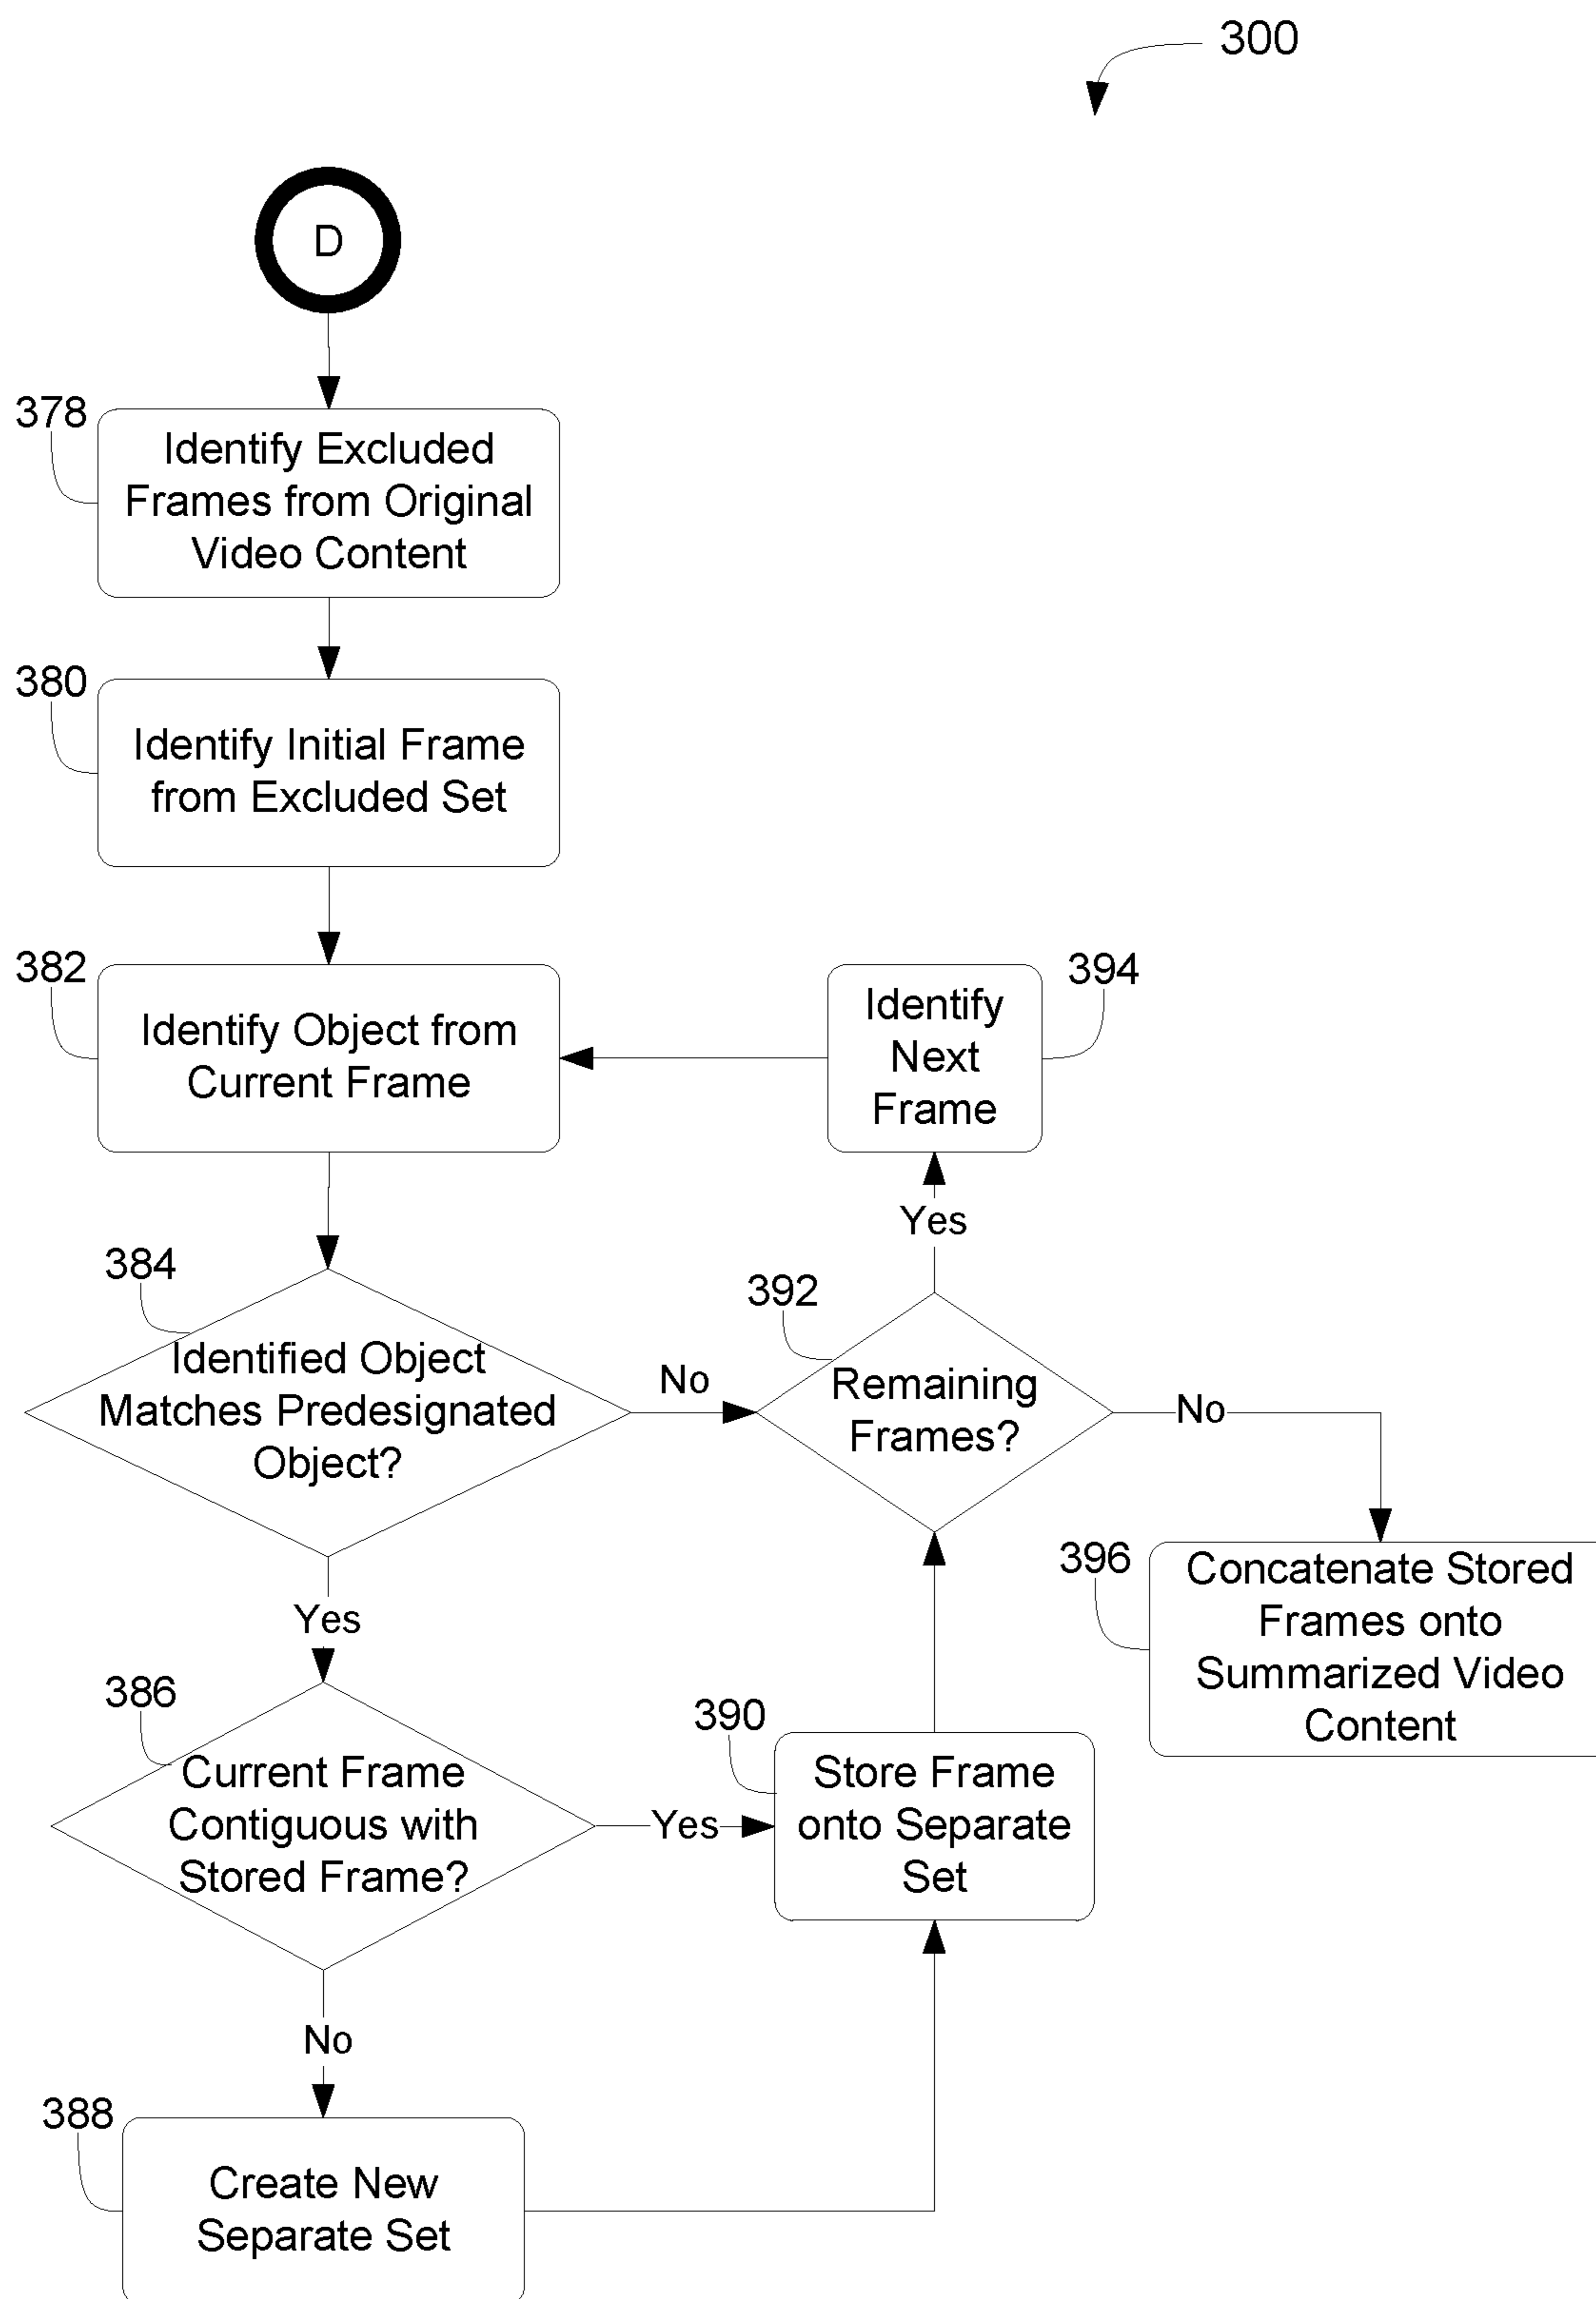 300
D
378
Identify Excluded
Frames from Original
Video Content
380
Identify Initial Frame
from Excluded Set
382
Identify Object from
Current Frame
394
Identify
Next
Frame
Yes
384
Identified Object
Matches Predesignated
Object?
No
392
Remaining
Frames?
No
Yes
396
Concatenate Stored
Frames onto
Summarized Video
Content
386
Current Frame
Contiguous with
Stored Frame?
Yes
390
Store Frame
onto Separate
Set
No
388
Create New
Separate Set